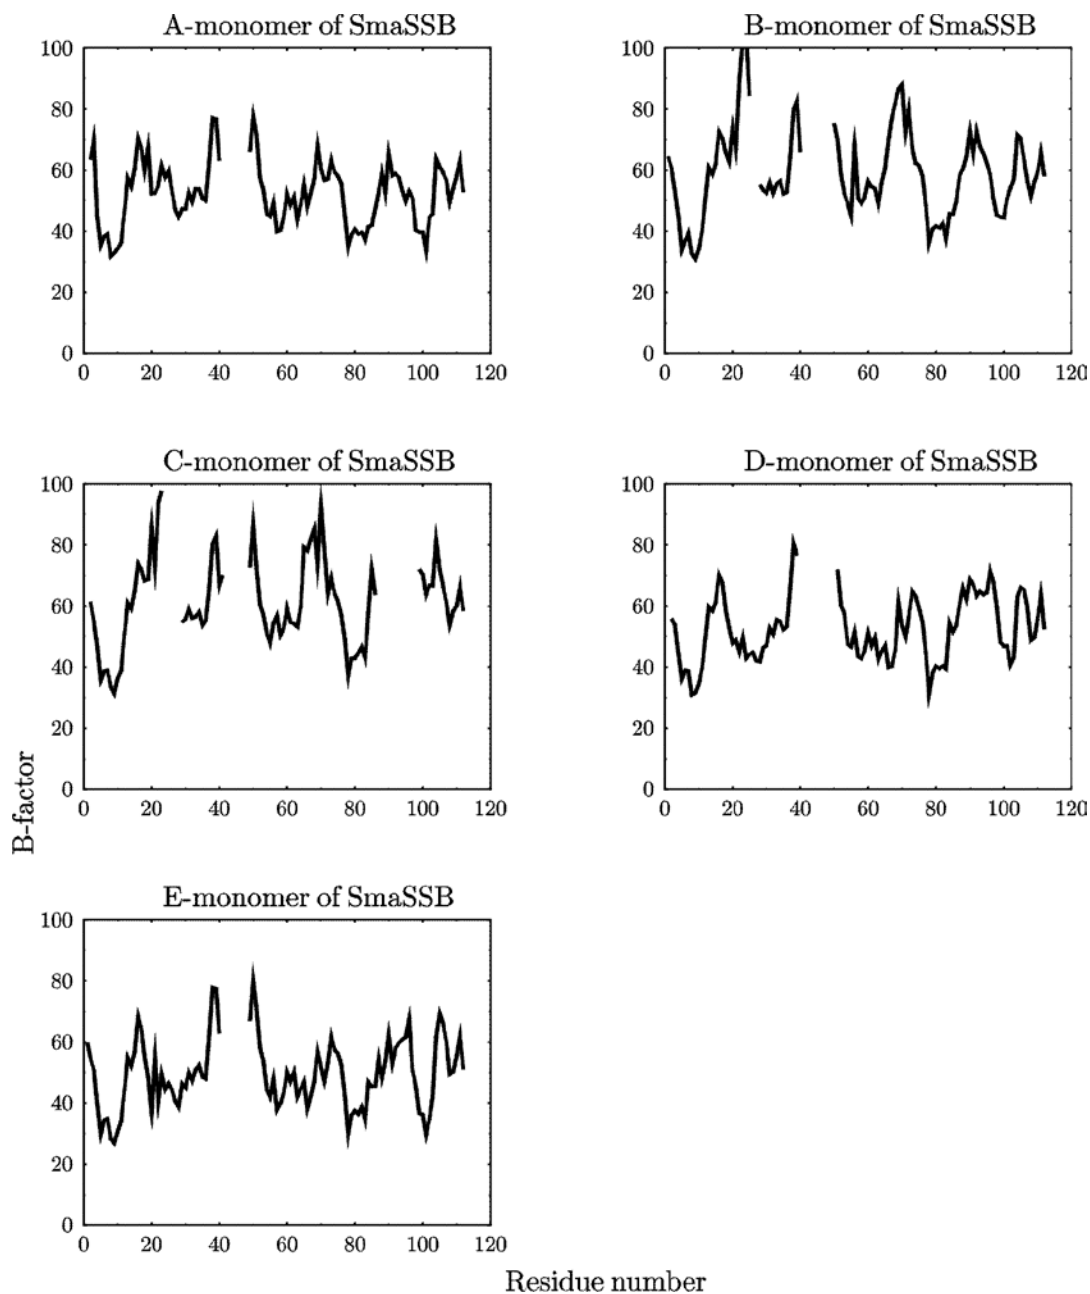 A-monomer of SmaSSB
100
80
60
40
20
0
0 20 40 60 80 100 120
B-monomer of SmaSSB
100
80
60
40
20
0
0 20 40 60 80 100 120
C-monomer of SmaSSB
100
80
60
40
20
0
0 20 40 60 80 100 120
D-monomer of SmaSSB
100
80
60
40
20
0
0 20 40 60 80 100 120
B-factor
E-monomer of SmaSSB
100
80
60
40
20
0
0 20 40 60 80 100 120
Residue number